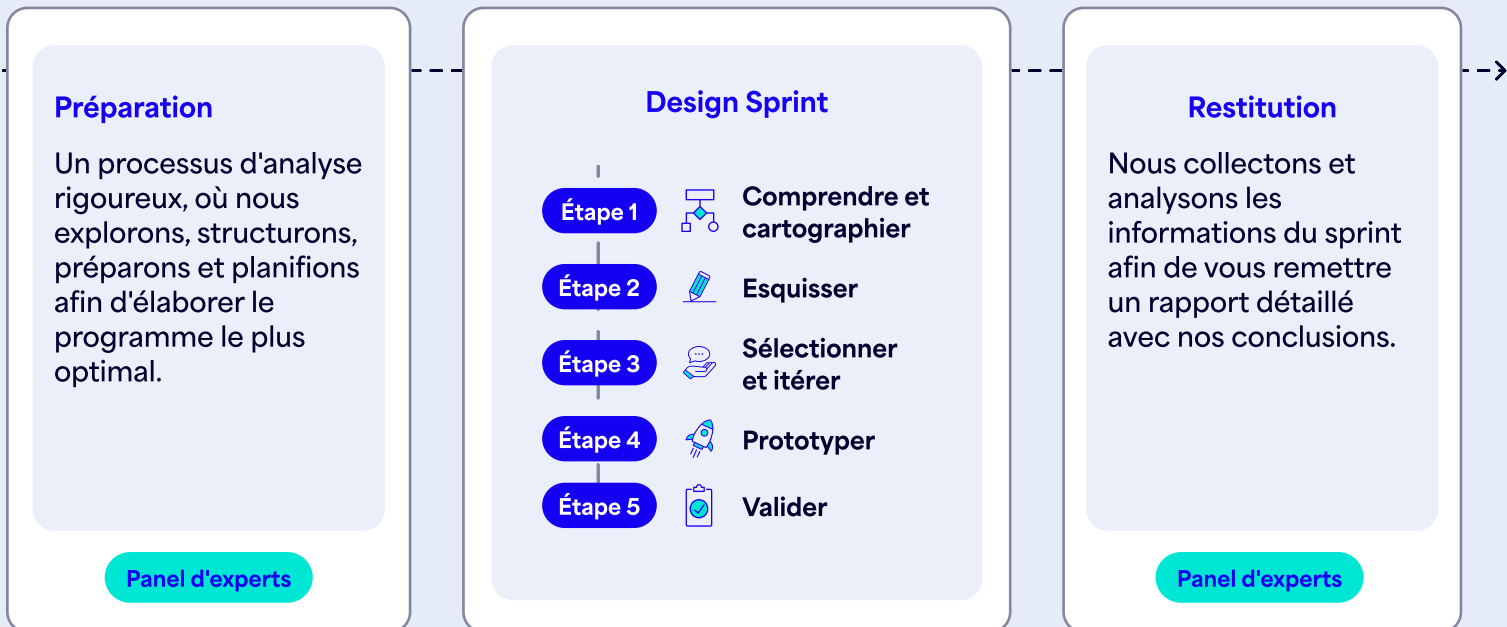 Préparation
Un processus d'analyse
rigoureux, où nous
explorons, structurons,
préparons et planifions
afin d'élaborer le
programme le plus
optimal.
Panel d'experts
Design Sprint
Étape 1
Comprendre et
cartographier
Étape 2
Esquisser
Étape 3
Sélectionner
et itérer
Étape 4
Prototyper
Étape 5
Valider
Restitution
Nous collectons et
analysons les
informations du sprint
afin de vous remettre
un rapport détaillé
avec nos conclusions.
Panel d'experts